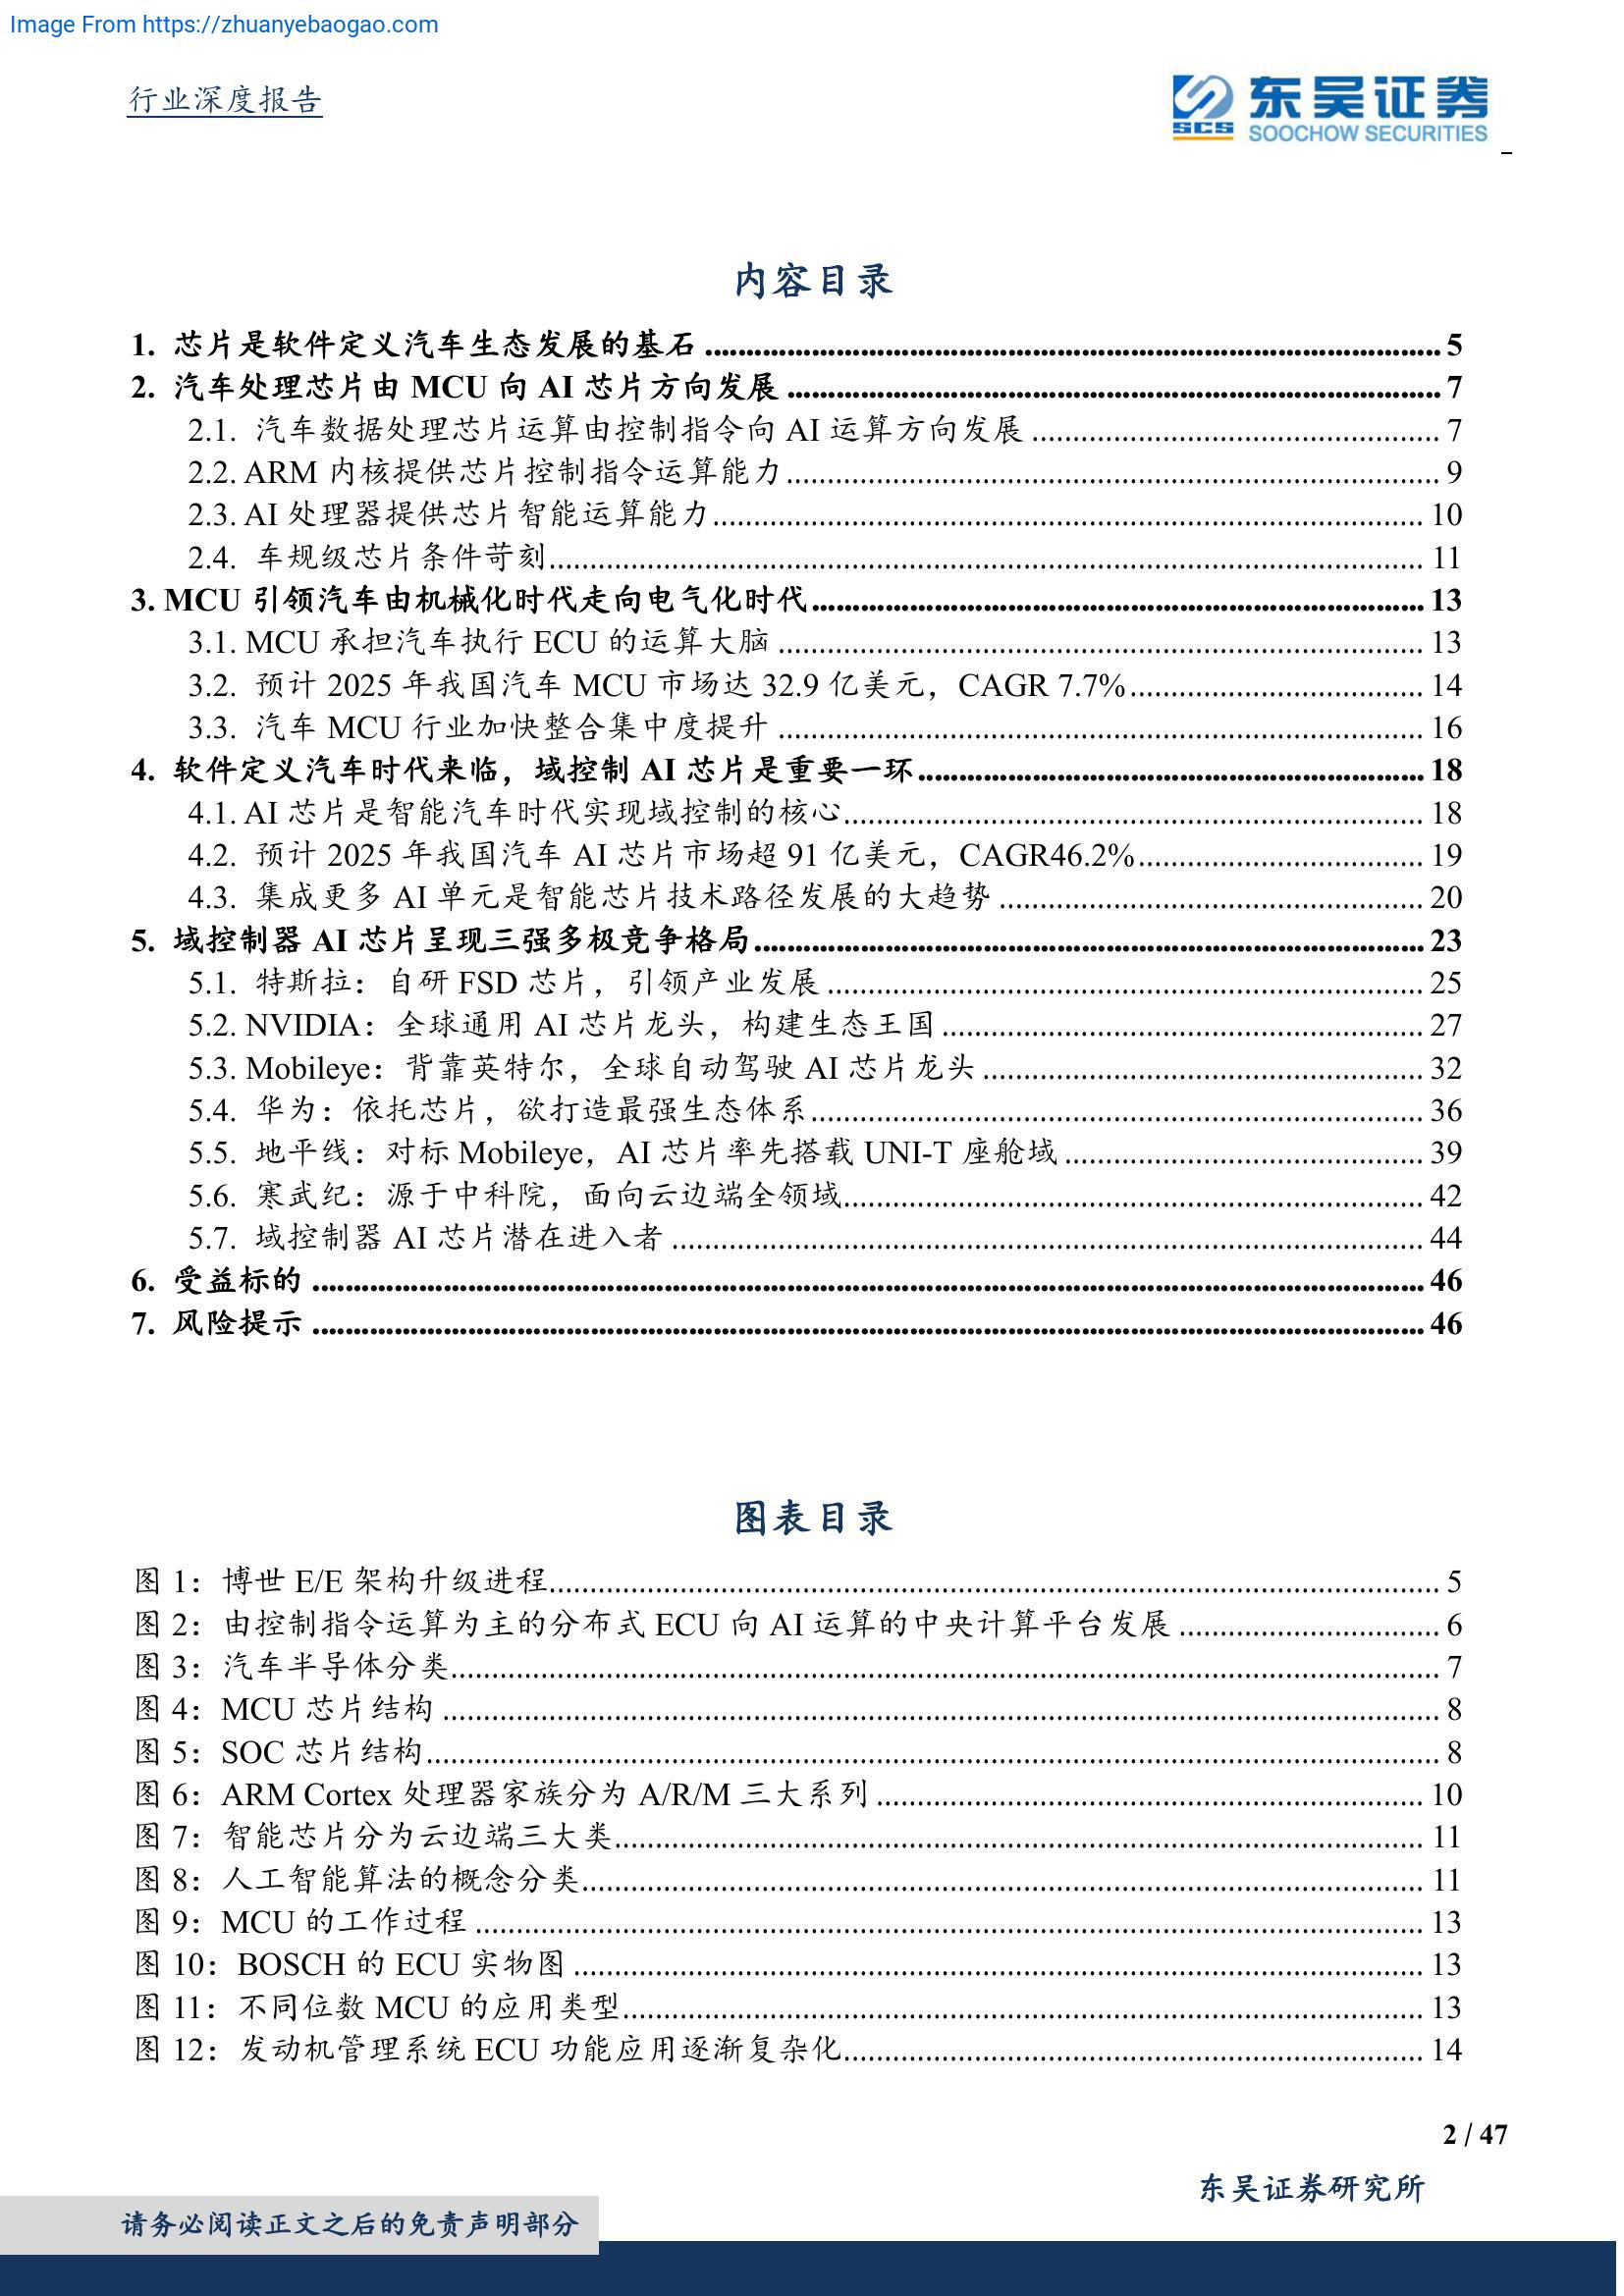 Image From https://zhuanyebaogao.com
行业深度报告
东吴证券
SCS
SOOCHOW SECURITIES
内容目录
1. 芯片是软件定义汽车生态发展的基石 5
2. 汽车处理芯片由 MCU 向 AI 芯片方向发展 7
2.1. 汽车数据处理芯片运算由控制指令向 AI 运算方向发展 7
2.2. ARM 内核提供芯片控制指令运算能力 9
2.3. AI 处理器提供芯片智能运算能力 10
2.4. 车规级芯片条件苛刻 11
3. MCU 引领汽车由机械化时代走向电气化时代 13
3.1. MCU 承担汽车执行 ECU 的运算大脑 13
3.2. 预计 2025 年我国汽车 MCU 市场达 32.9 亿美元，CAGR 7.7% 14
3.3. 汽车 MCU 行业加快整合集中度提升 16
4. 软件定义汽车时代来临，域控制 AI 芯片是重要一环 18
4.1. AI 芯片是智能汽车时代实现域控制的核心 18
4.2. 预计 2025 年我国汽车 AI 芯片市场超 91 亿美元，CAGR46.2% 19
4.3. 集成更多 AI 单元是智能芯片技术路径发展的大趋势 20
5. 域控制器 AI 芯片呈现三强多极竞争格局 23
5.1. 特斯拉：自研 FSD 芯片，引领产业发展 25
5.2. NVIDIA：全球通用 AI 芯片龙头，构建生态王国 27
5.3. Mobileye：背靠英特尔，全球自动驾驶 AI 芯片龙头 32
5.4. 华为：依托芯片，欲打造最强生态体系 36
5.5. 地平线：对标 Mobileye，AI 芯片率先搭载 UNI-T 座舱域 39
5.6. 寒武纪：源于中科院，面向云边端全领域 42
5.7. 域控制器 AI 芯片潜在进入者 44
6. 受益标的 46
7. 风险提示 46
图表目录
图 1：博世 E/E 架构升级进程 5
图 2：由控制指令运算为主的分布式 ECU 向 AI 运算的中央计算平台发展 6
图 3：汽车半导体分类 7
图 4：MCU 芯片结构 8
图 5：SOC 芯片结构 8
图 6：ARM Cortex 处理器家族分为 A/R/M 三大系列 10
图 7：智能芯片分为云边端三大类 11
图 8：人工智能算法的概念分类 11
图 9：MCU 的工作过程 13
图 10：BOSCH 的 ECU 实物图 13
图 11：不同位数 MCU 的应用类型 13
图 12：发动机管理系统 ECU 功能应用逐渐复杂化 14
2 / 47
东吴证券研究所
请务必阅读正文之后的免责声明部分